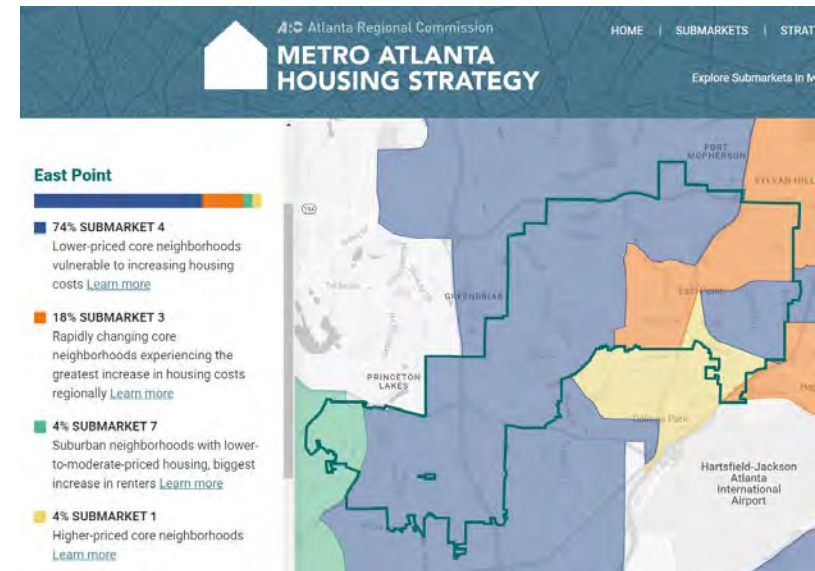 ARC Atlanta Regional Commission
METRO ATLANTA
HOUSING STRATEGY
HOME | SUBMARKETS | STRAT
Explore Submarkets in M
East Point
74% SUBMARKET 4
Lower-priced core neighborhoods
vulnerable to increasing housing
costs Learn more
18% SUBMARKET 3
Rapidly changing core
neighborhoods experiencing the
greatest increase in housing costs
regionally Learn more
4% SUBMARKET 7
Suburban neighborhoods with lower-
to-moderate-priced housing, biggest
increase in renters Learn more
4% SUBMARKET 1
Higher-priced core neighborhoods
Learn more
FORT
MCPHERSON
SYLVAN HILL
GREENBRIAR
East Point
PRINCETON
LAKES
College Park
Hartsfield-Jackson
Atlanta
International
Airport